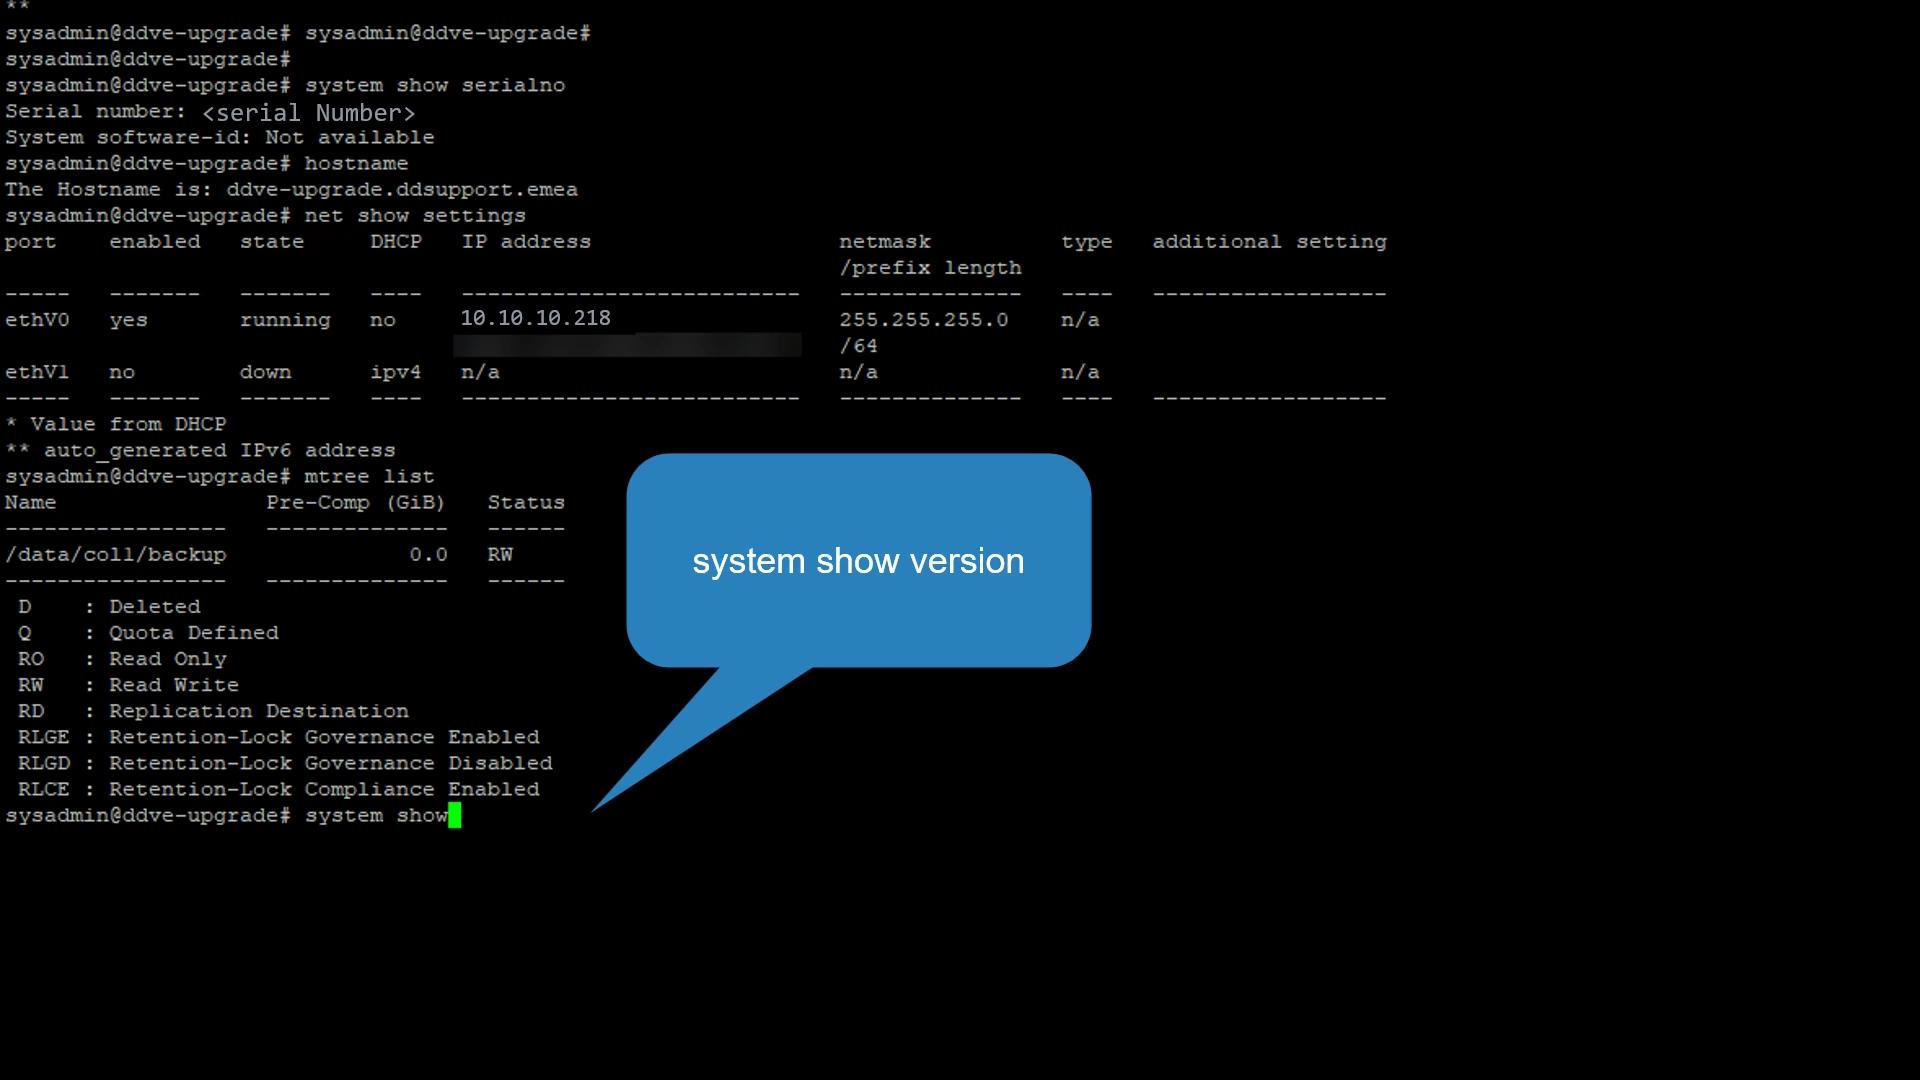 **
sysadmin@ddve-upgrade# sysadmin@ddve-upgrade#
sysadmin@ddve-upgrade#
sysadmin@ddve-upgrade# system show serialno
Serial number: <serial Number>
System software-id: Not available
sysadmin@ddve-upgrade# hostname
The Hostname is: ddve-upgrade.ddsupport.emea
sysadmin@ddve-upgrade# net show settings
port enabled state DHCP IP address netmask type additional setting
/prefix length
----- ------- ------- ---- -------------------------- -------------- ---- ------------------
ethV0 yes running no 10.10.10.218 255.255.255.0 n/a
/64
ethV1 no down ipv4 n/a n/a n/a
----- ------- ------- ---- -------------------------- -------------- ---- ------------------
* Value from DHCP
** auto_generated IPv6 address
sysadmin@ddve-upgrade# mtree list
Name Pre-Comp (GiB) Status
----------------- -------------- ------
/data/col1/backup 0.0 RW
----------------- -------------- ------
D : Deleted
Q : Quota Defined
RO : Read Only
RW : Read Write
RD : Replication Destination
RLGE : Retention-Lock Governance Enabled
RLGD : Retention-Lock Governance Disabled
RLCE : Retention-Lock Compliance Enabled
sysadmin@ddve-upgrade# system show
system show version